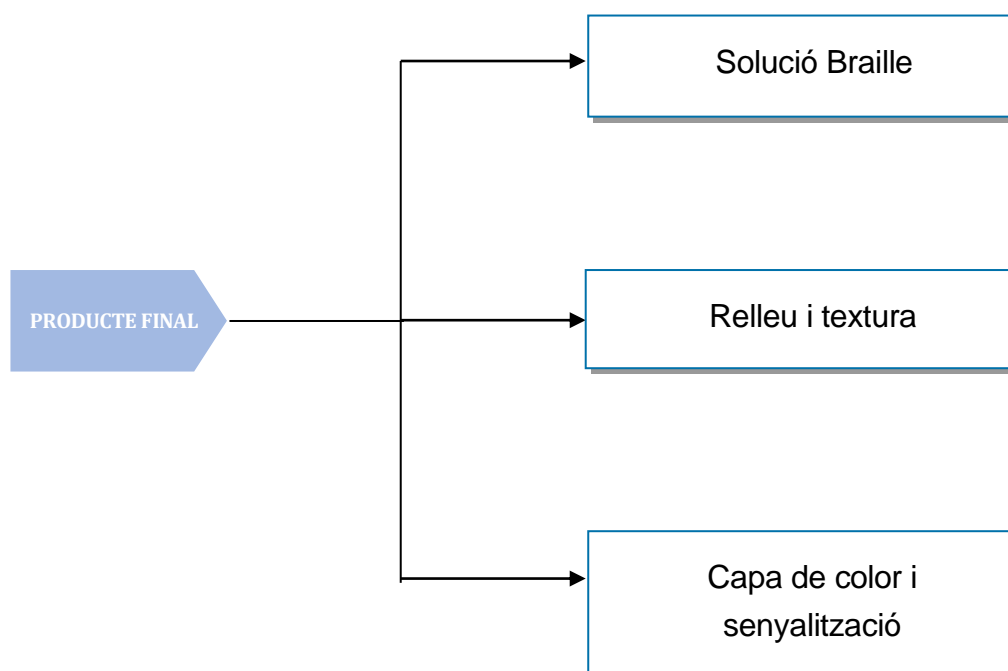 Solució Braille
PRODUCTE FINAL
Relleu i textura
Capa de color i
senyalització